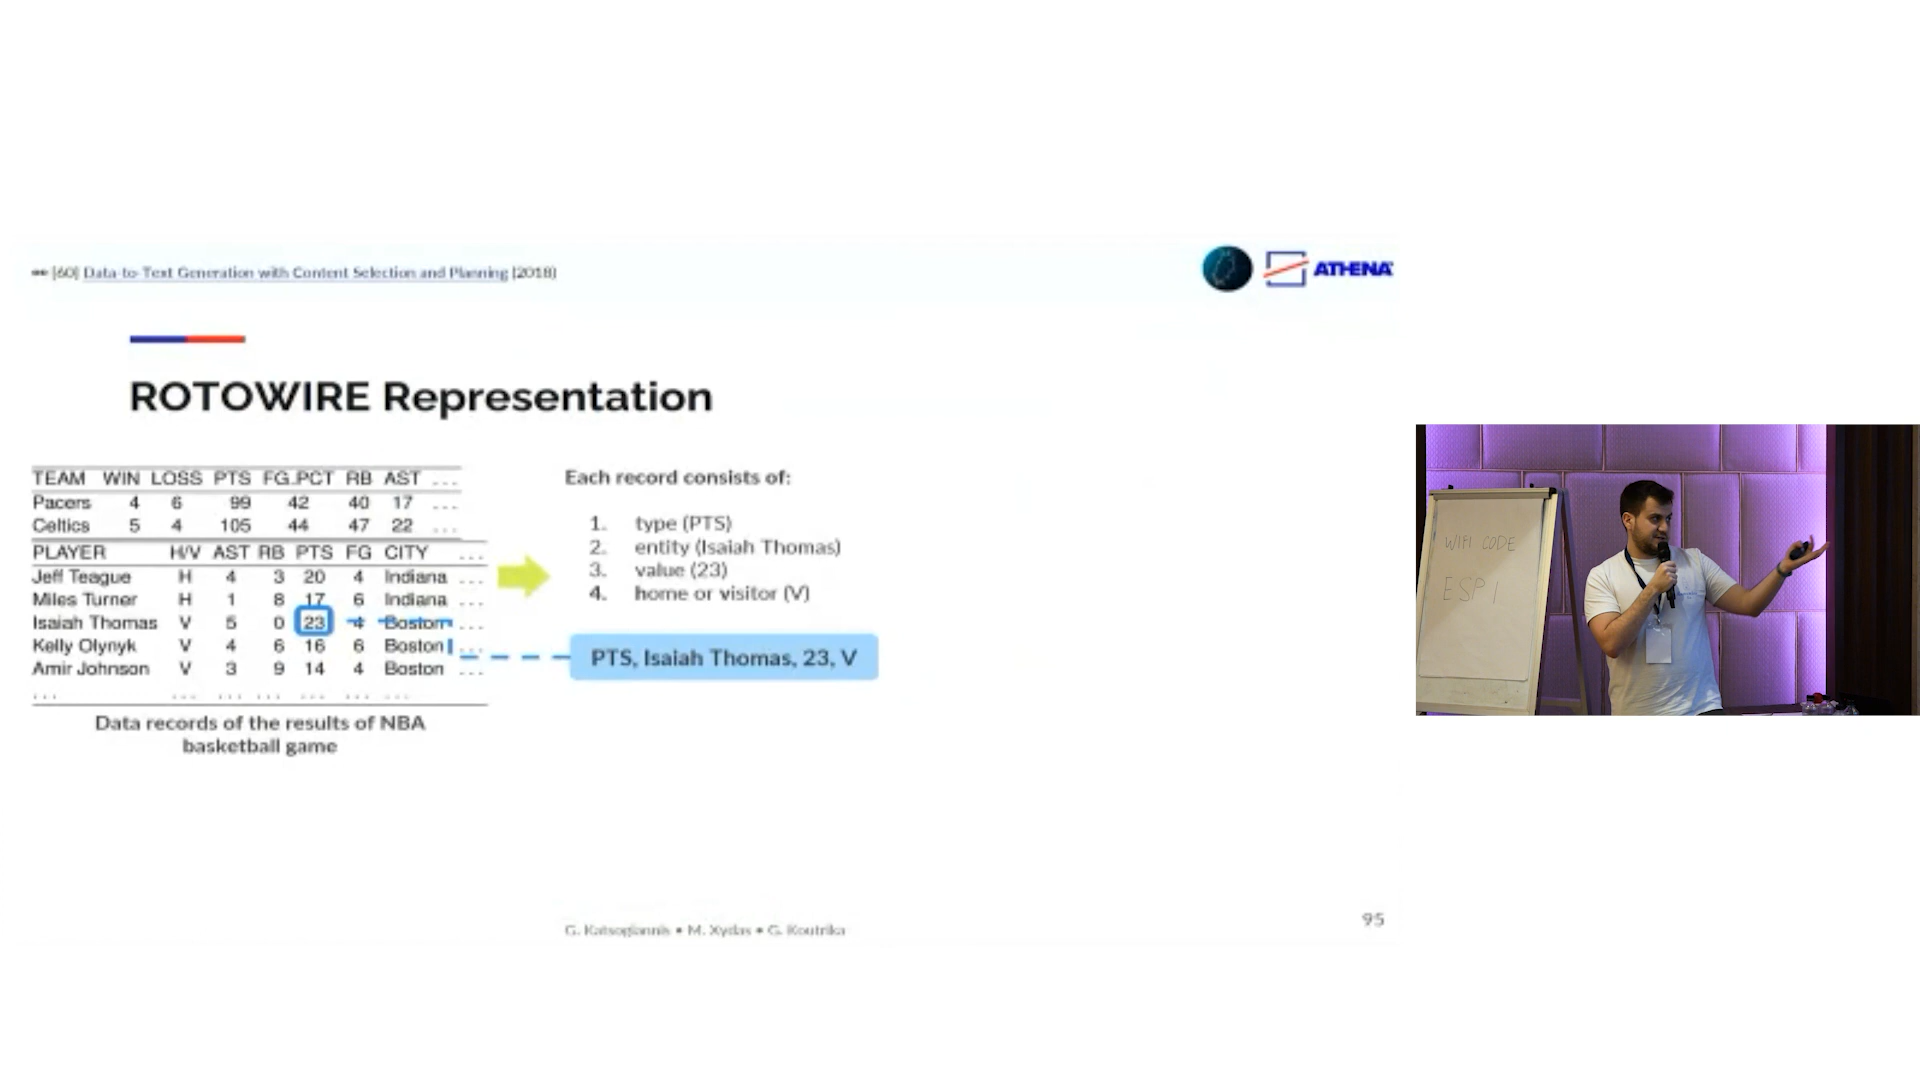 [60] Data-to-Text Generation with Content Selection and Planning (2018)
ATHENA
ROTOWIRE Representation
TEAM WIN LOSS PTS FG_PCT RB AST ...
Pacers 4 6 99 42 40 17 ...
Celtics 5 4 105 44 47 22 ...
PLAYER H/V AST RB PTS FG CITY ...
Jeff Teague H 4 3 20 4 Indiana ...
Miles Turner H 1 8 17 6 Indiana ...
Isaiah Thomas V 5 0 23 4 Boston ...
Kelly Olynyk V 4 6 16 6 Boston ...
Amir Johnson V 3 9 14 4 Boston ...
... ... ... ... ... ... ...
Data records of the results of NBA
basketball game
Each record consists of:
1. type (PTS)
2. entity (Isaiah Thomas)
3. value (23)
4. home or visitor (V)
PTS, Isaiah Thomas, 23, V
G. Katsogiannis • M. Xydas • G. Koutrika
95
WIFI CODE
ESP1